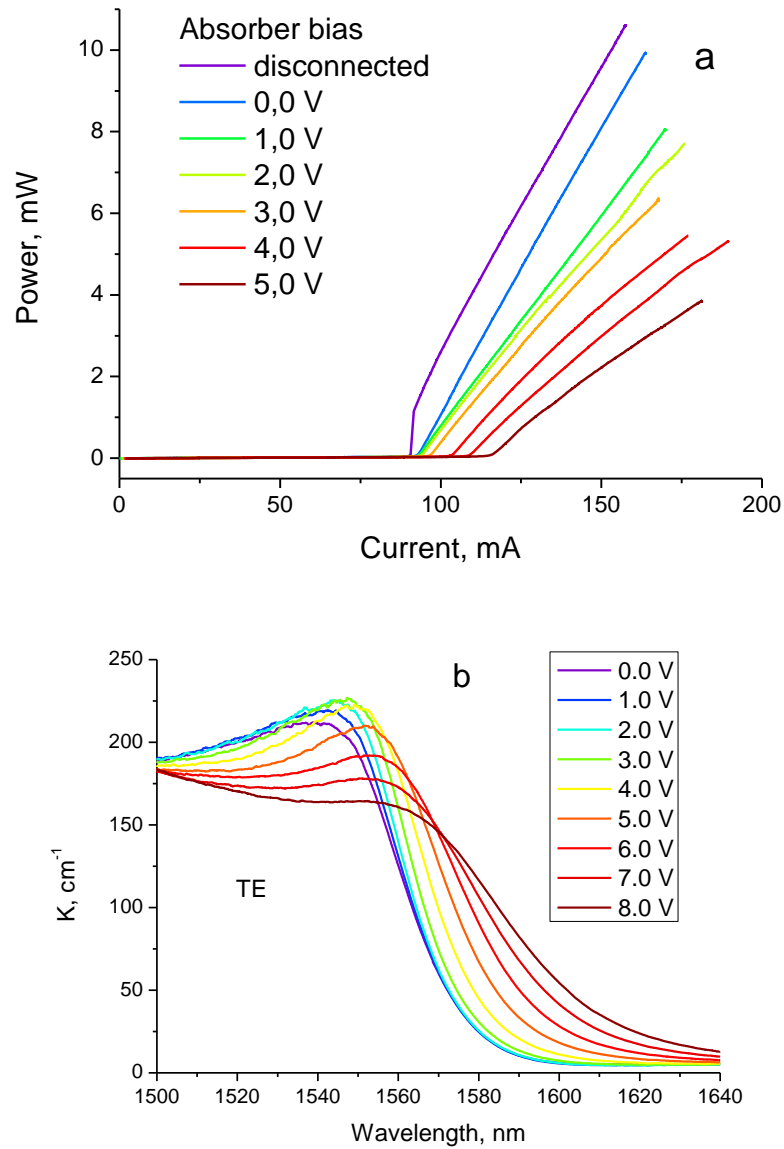 Absorber bias
a
disconnected
0,0 V
1,0 V
2,0 V
3,0 V
4,0 V
5,0 V
Power, mW
10
8
6
4
2
0
0 50 100 150 200
Current, mA
b
0.0 V
1.0 V
2.0 V
3.0 V
4.0 V
5.0 V
6.0 V
7.0 V
8.0 V
TE
K, cm-1
250
200
150
100
50
0
1500 1520 1540 1560 1580 1600 1620 1640
Wavelength, nm